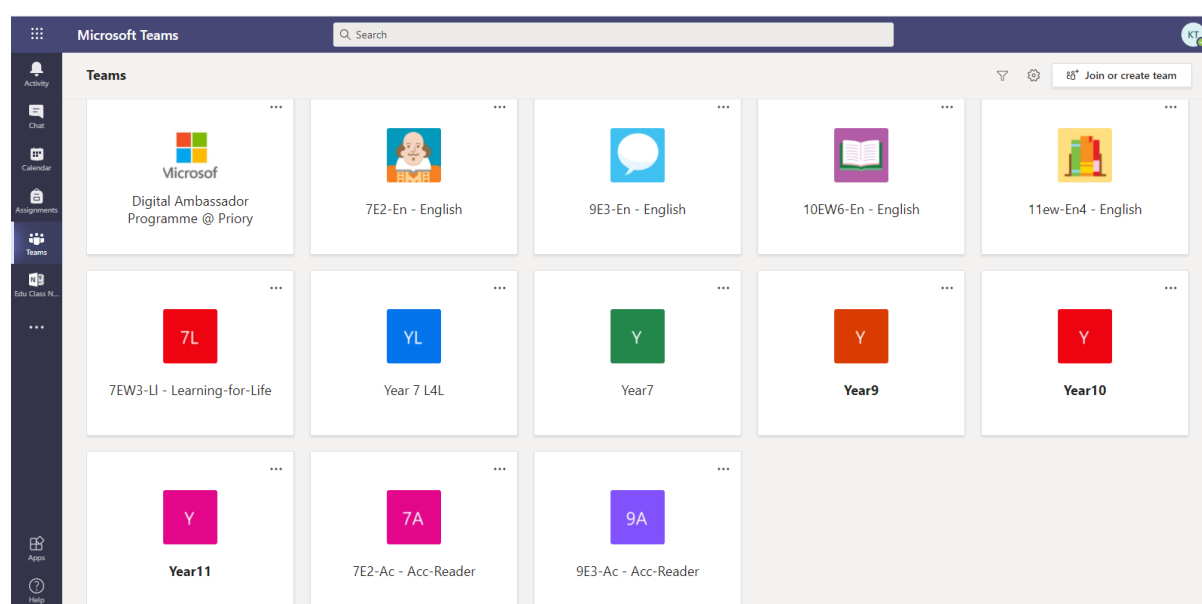 Microsoft Teams
Search
KT
Activity
Chat
Calendar
Assignments
Teams
Edu Class N...
Apps
Help
Teams
Join or create team
Microsof
Digital Ambassador
Programme @ Priory
7E2-En - English
9E3-En - English
10EW6-En - English
11ew-En4 - English
7L
7EW3-Ll - Learning-for-Life
YL
Year 7 L4L
Y
Year7
Y
Year9
Y
Year10
Y
Year11
7A
7E2-Ac - Acc-Reader
9A
9E3-Ac - Acc-Reader